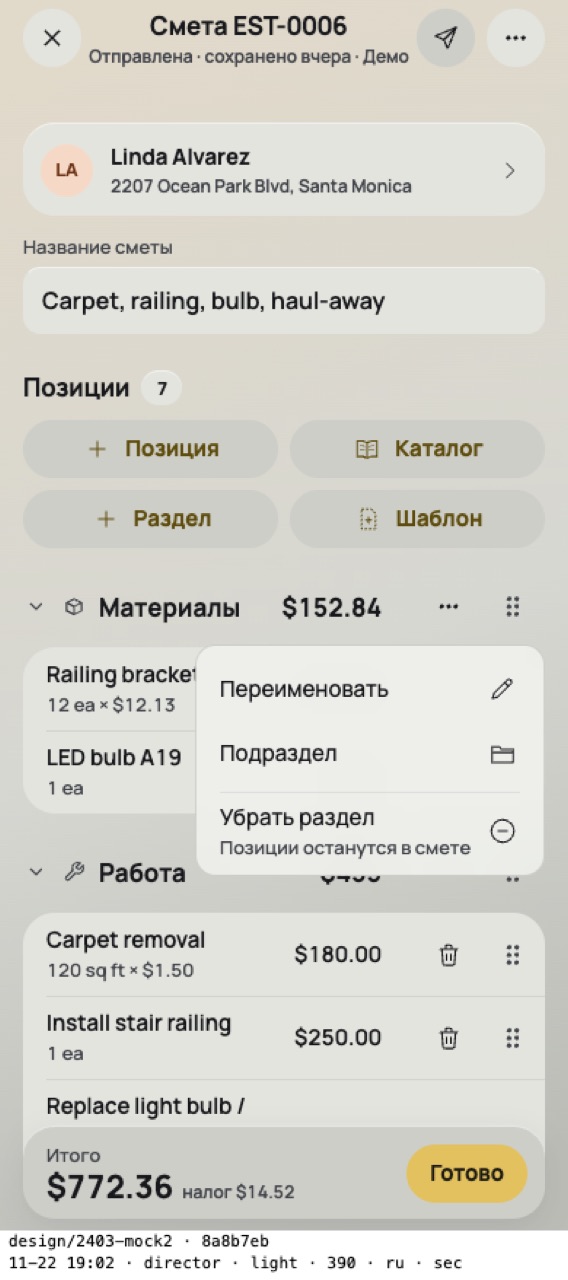 Смета EST-0006
Отправлена · сохранено вчера · Демо
LA
Linda Alvarez
2207 Ocean Park Blvd, Santa Monica
Название сметы
Carpet, railing, bulb, haul-away
Позиции 7
Позиция
Каталог
Раздел
Шаблон
Материалы $152.84
Railing bracket
12 ea × $12.13
LED bulb A19
1 ea
Переименовать
Подраздел
Убрать раздел
Позиции останутся в смете
Работа
Carpet removal $180.00
120 sq ft × $1.50
Install stair railing $250.00
1 ea
Replace light bulb /
Итого
$772.36 налог $14.52
Готово
design/2403-mock2 · 8a8b7eb
11-22 19:02 · director · light · 390 · ru · sec